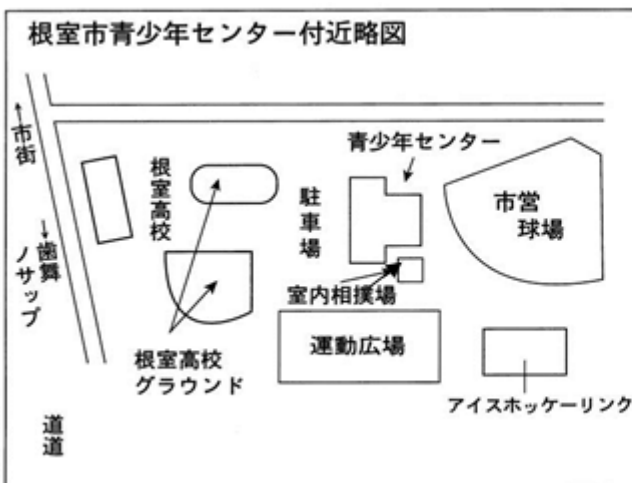 根室市青少年センター付近略図
←市街
→歯舞
ノサップ
根室高校
駐車場
青少年センター
市営
球場
室内相撲場
根室高校
グラウンド
運動広場
アイスホッケーリンク
道道